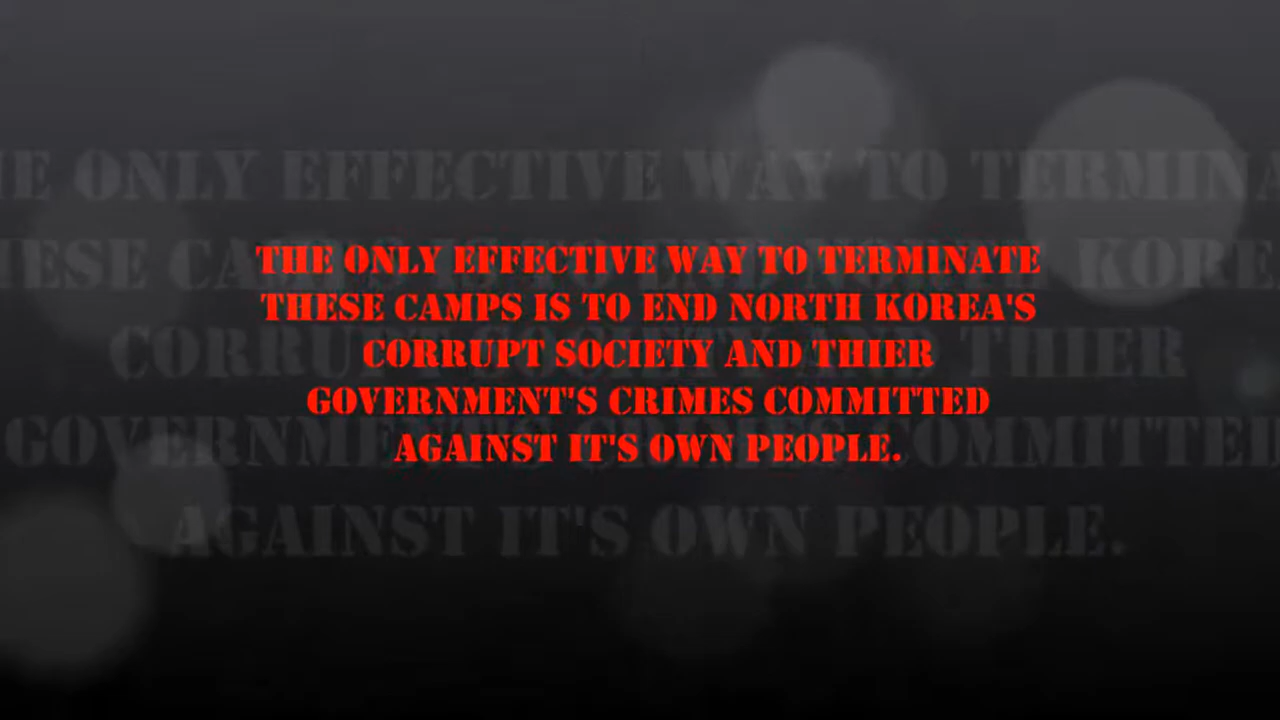 THE ONLY EFFECTIVE WAY TO TERMINATE
THESE CAMPS IS TO END NORTH KOREA'S
CORRUPT SOCIETY AND THIER
GOVERNMENT'S CRIMES COMMITTED
AGAINST IT'S OWN PEOPLE.